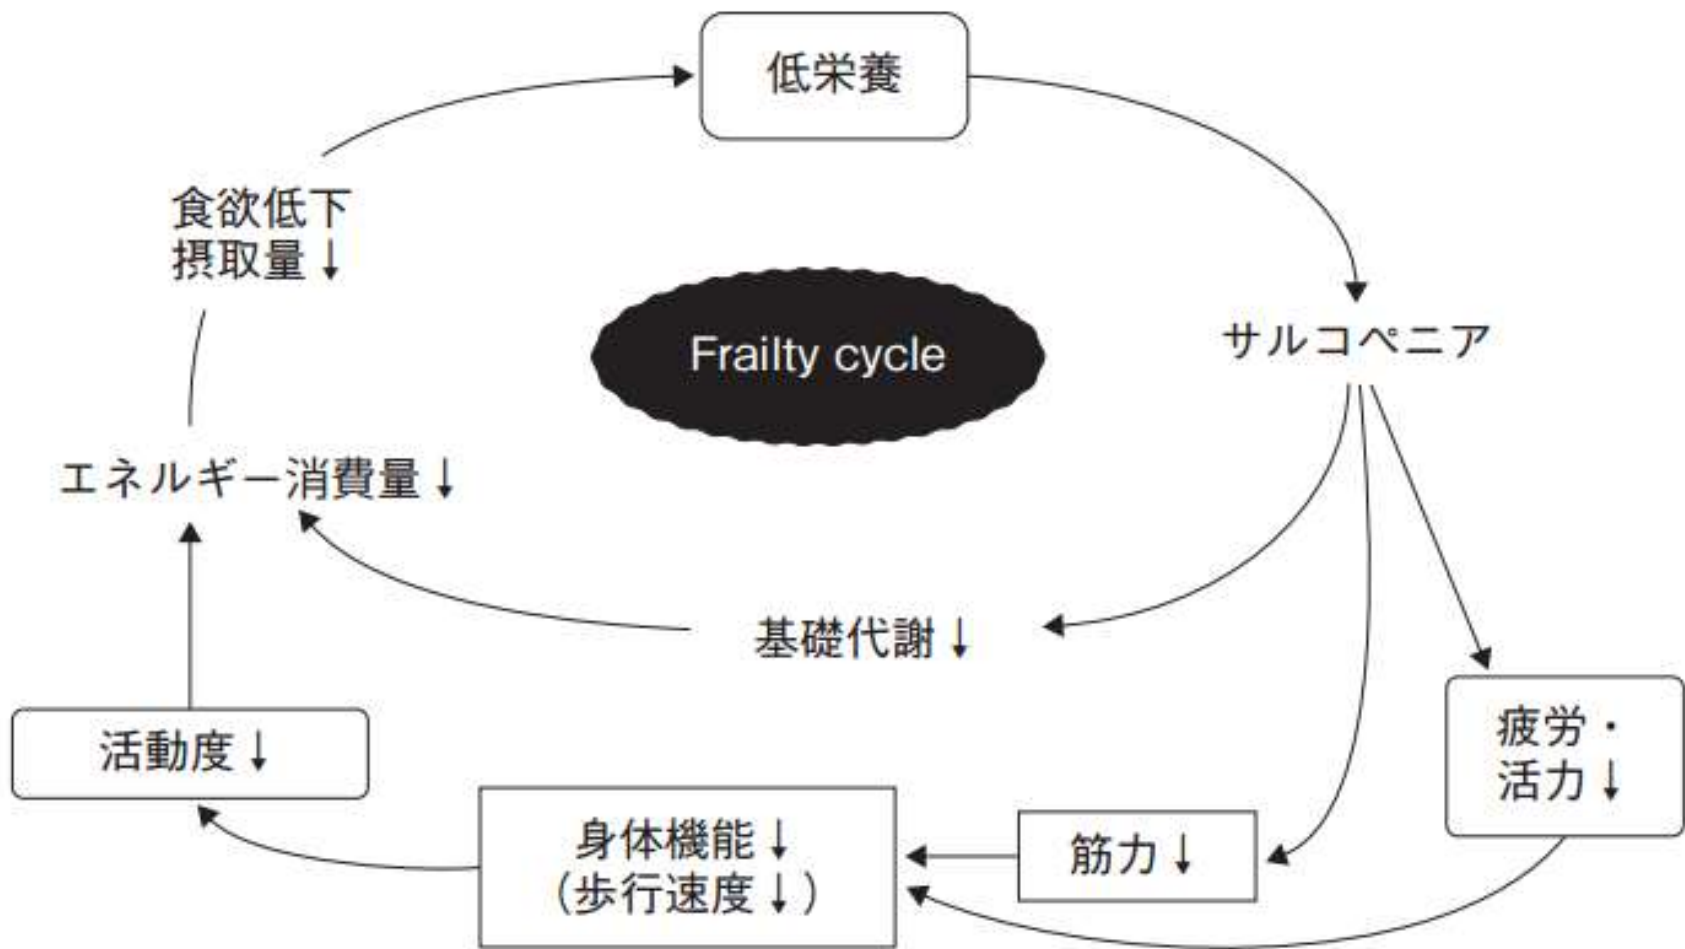 低栄養
食欲低下
摂取量↓
Frailty cycle
サルコペニア
エネルギー消費量↓
基礎代謝↓
疲労・
活力↓
活動度↓
身体機能↓
（歩行速度↓）
筋力↓